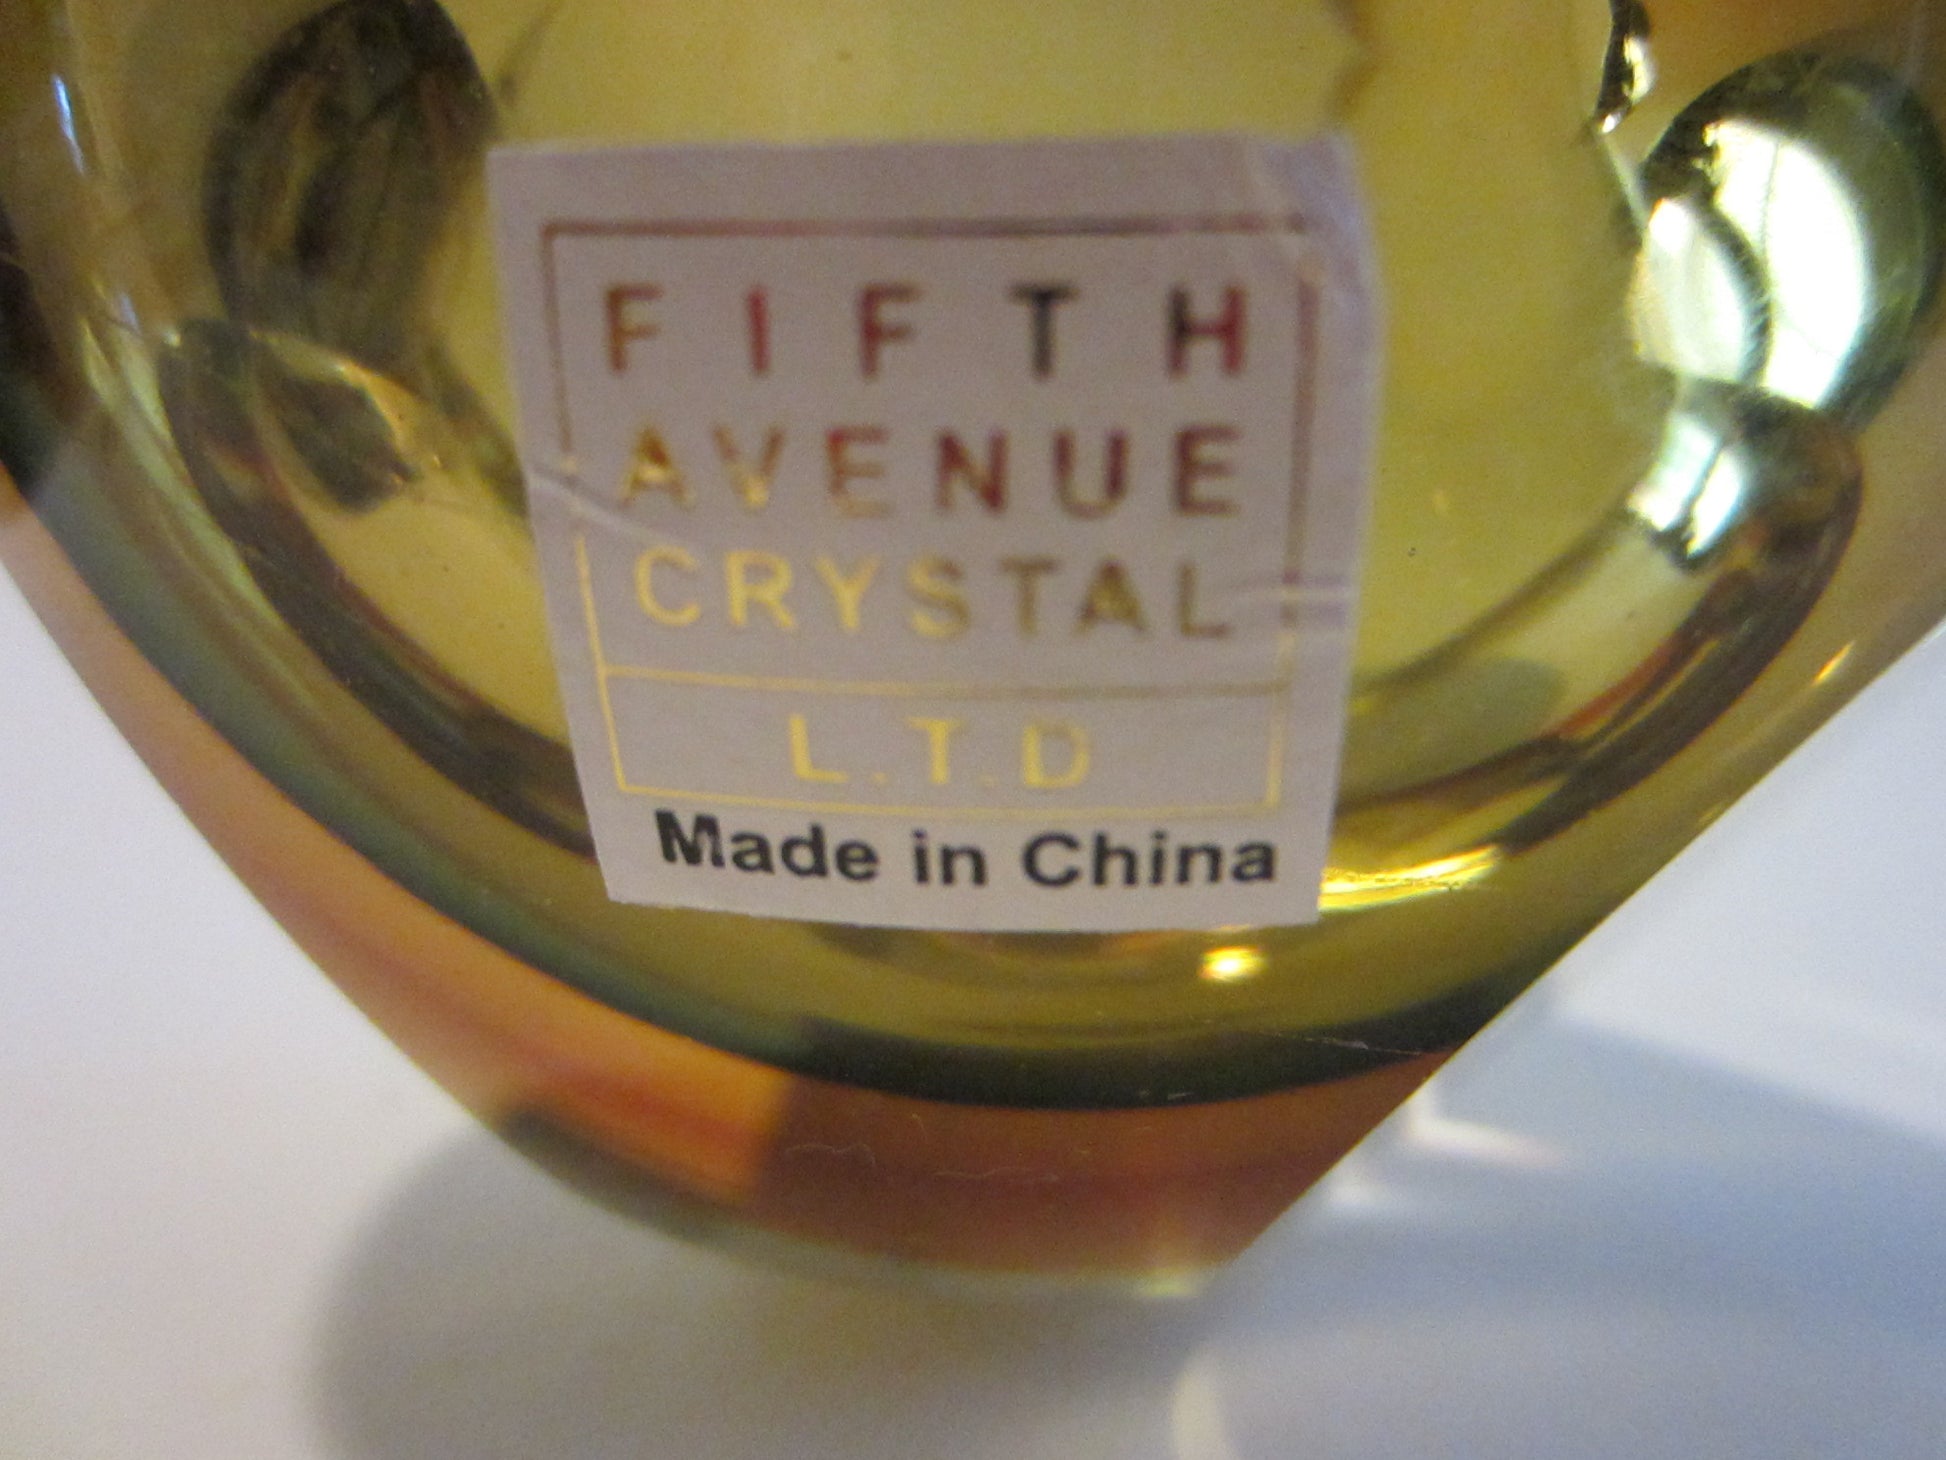 FIFTH
AVENUE
CRYSTAL
L.T.D
Made in China